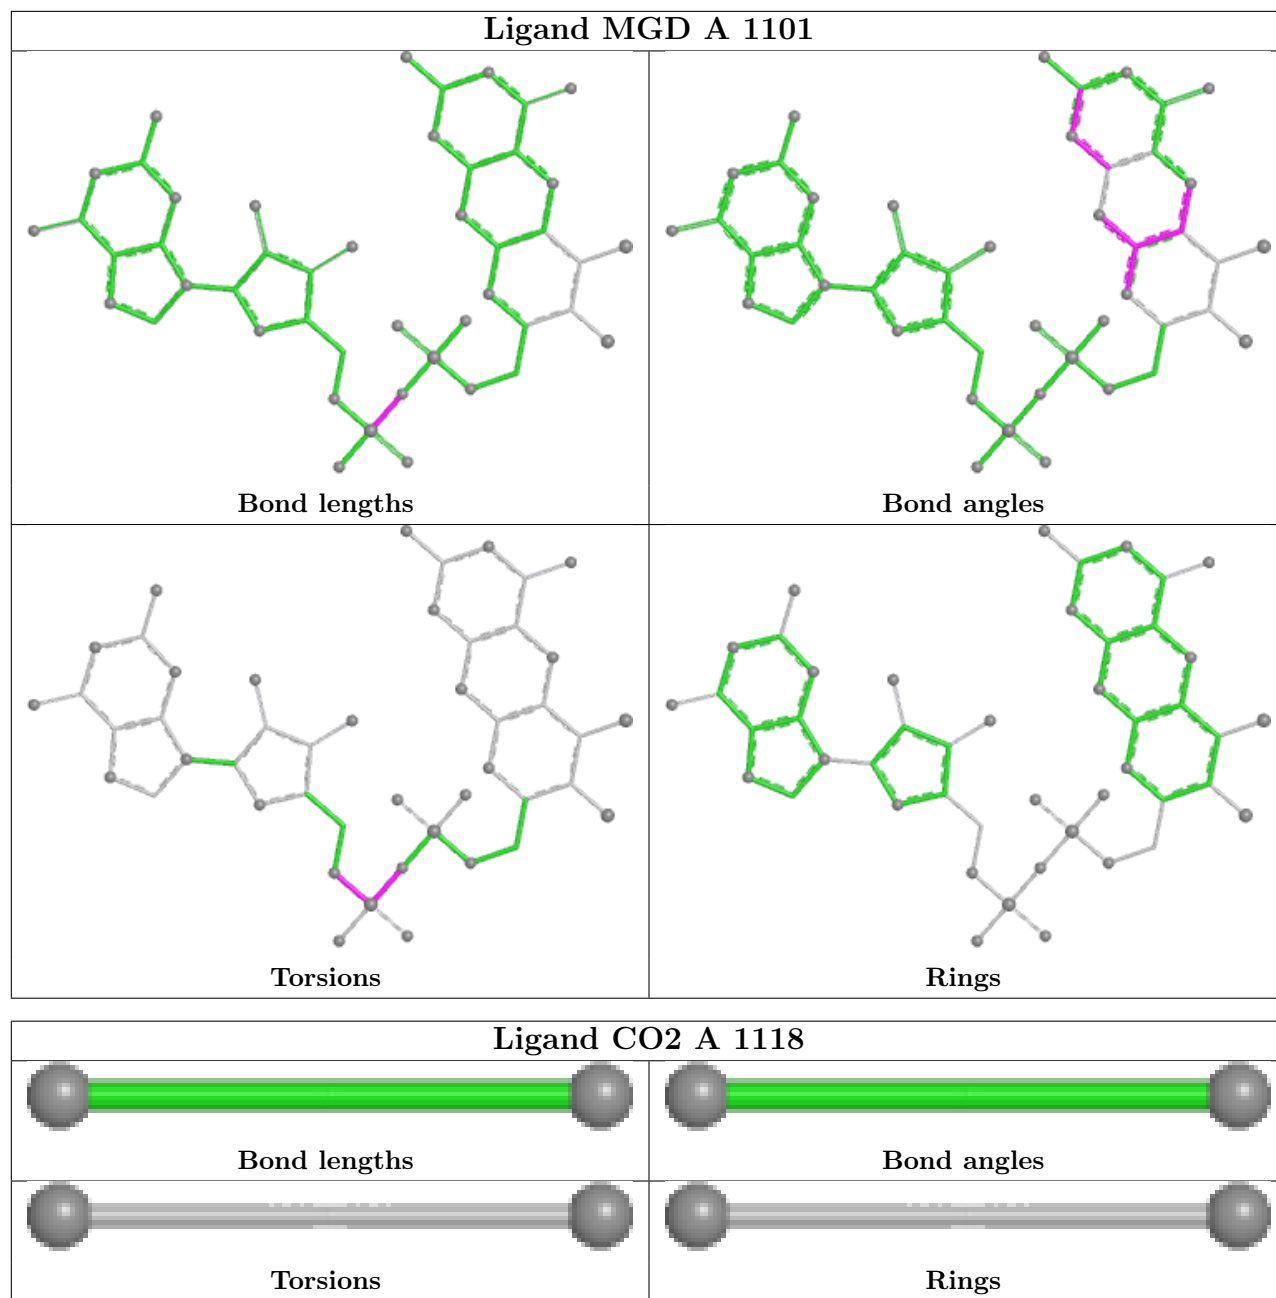 Ligand MGD A 1101
Bond lengths
Bond angles
Torsions
Rings
Ligand CO2 A 1118
Bond lengths
Bond angles
Torsions
Rings